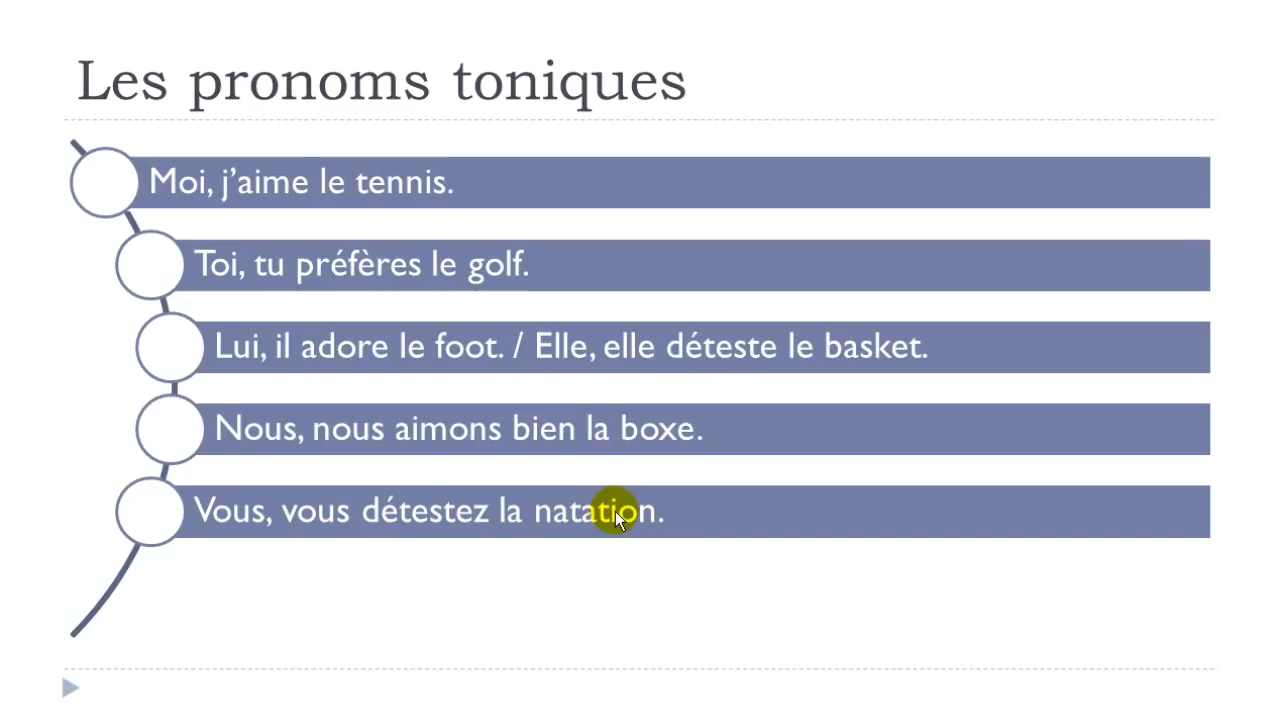 Les pronoms toniques
Moi, j’aime le tennis.
Toi, tu préfères le golf.
Lui, il adore le foot. / Elle, elle déteste le basket.
Nous, nous aimons bien la boxe.
Vous, vous détestez la natation.